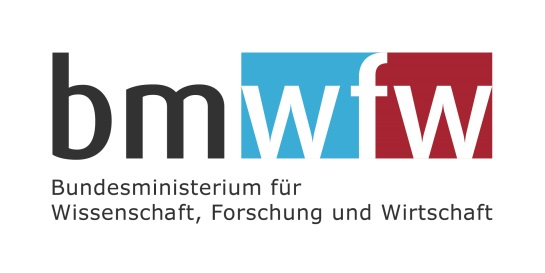 bmwfw
Bundesministerium für
Wissenschaft, Forschung und Wirtschaft